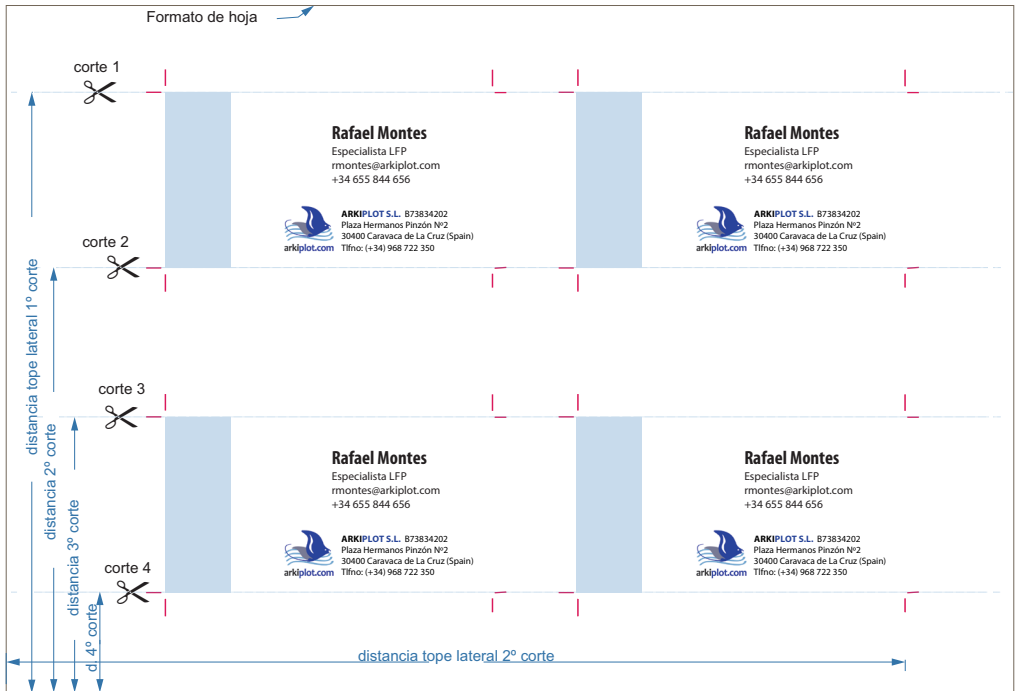 Formato de hoja
corte 1
Rafael Montes
Especialista LFP
rmontes@arkiplot.com
+34 655 844 656
ARKIPLOT S.L. B73834202
Plaza Hermanos Pinzón Nº2
30400 Caravaca de La Cruz (Spain)
Tlfno: (+34) 968 722 350
arkiplot.com
Rafael Montes
Especialista LFP
rmontes@arkiplot.com
+34 655 844 656
ARKIPLOT S.L. B73834202
Plaza Hermanos Pinzón Nº2
30400 Caravaca de La Cruz (Spain)
Tlfno: (+34) 968 722 350
arkiplot.com
corte 2
distancia tope lateral 1º corte
distancia 2º corte
corte 3
distancia 3º corte
Rafael Montes
Especialista LFP
rmontes@arkiplot.com
+34 655 844 656
ARKIPLOT S.L. B73834202
Plaza Hermanos Pinzón Nº2
30400 Caravaca de La Cruz (Spain)
Tlfno: (+34) 968 722 350
arkiplot.com
Rafael Montes
Especialista LFP
rmontes@arkiplot.com
+34 655 844 656
ARKIPLOT S.L. B73834202
Plaza Hermanos Pinzón Nº2
30400 Caravaca de La Cruz (Spain)
Tlfno: (+34) 968 722 350
arkiplot.com
corte 4
d. 4º corte
distancia tope lateral 2º corte